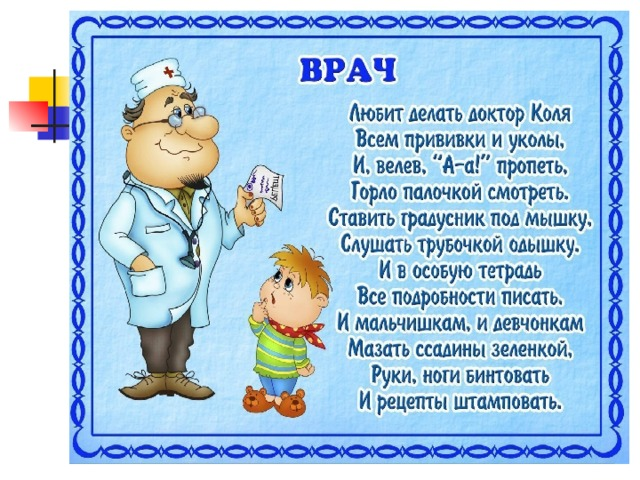 ВРАЧ
Любит делать доктор Коля
Всем прививки и уколы,
И, велев, “А-а!” пропеть,
Горло палочкой смотреть.
Ставить градусник под мышку,
Слушать трубочкой одышку.
И в особую тетрадь
Все подробности писать.
И мальчишкам, и девчонкам
Мазать ссадины зеленкой,
Руки, ноги бинтовать
И рецепты штамповать.